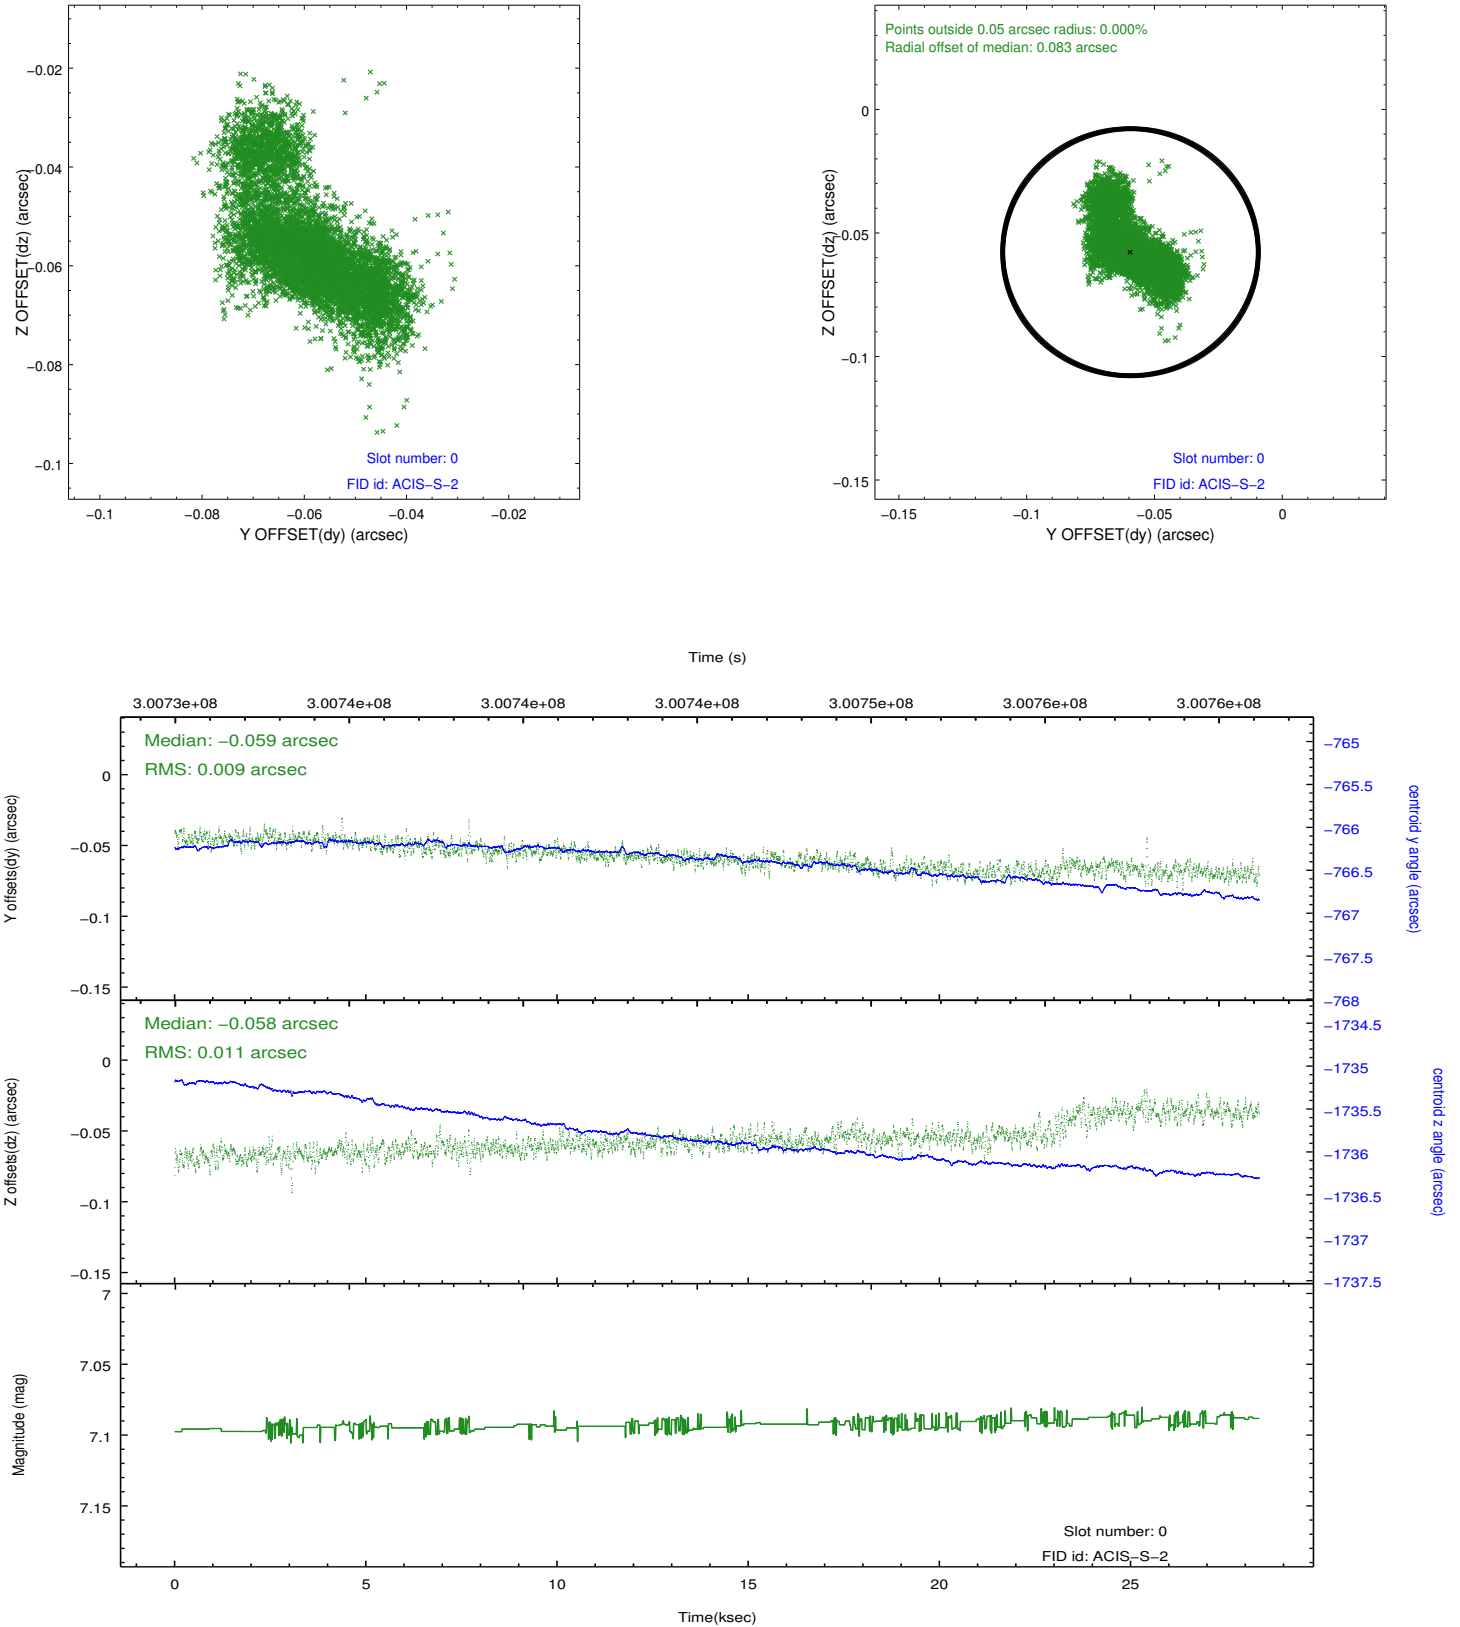 −0.02
−0.04
−0.06
−0.08
−0.1
Z OFFSET(dz) (arcsec)
Slot number: 0
FID id: ACIS−S−2
−0.1
−0.08
−0.06
−0.04
−0.02
Y OFFSET(dy) (arcsec)
Points outside 0.05 arcsec radius: 0.000%
Radial offset of median: 0.083 arcsec
0
−0.05
−0.1
−0.15
Z OFFSET(dz) (arcsec)
Slot number: 0
FID id: ACIS−S−2
−0.15
−0.1
−0.05
0
Y OFFSET(dy) (arcsec)
Time (s)
3.0073e+08 3.0074e+08 3.0074e+08 3.0074e+08 3.0075e+08 3.0076e+08 3.0076e+08
Median: −0.059 arcsec
RMS: 0.009 arcsec
0
−0.05
−0.1
−0.15
Y offsets(dy) (arcsec)
−765
−765.5
−766
−766.5
−767
−767.5
−768
centroid y angle (arcsec)
Median: −0.058 arcsec
RMS: 0.011 arcsec
0
−0.05
−0.1
−0.15
Z offsets(dz) (arcsec)
−1734.5
−1735
−1735.5
−1736
−1736.5
−1737
−1737.5
centroid z angle (arcsec)
7
7.05
7.1
7.15
Magnitude (mag)
Slot number: 0
FID id: ACIS−S−2
0 5 10 15 20 25
Time(ksec)